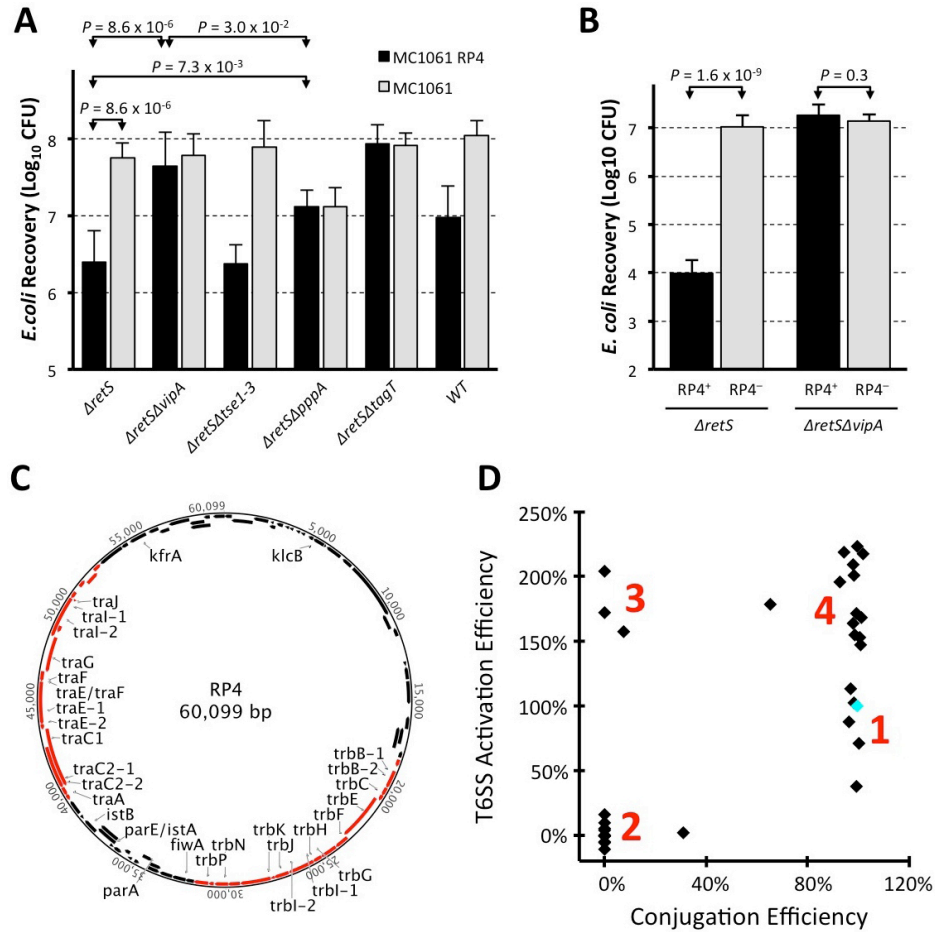 A
P = 8.6 x 10-6
P = 3.0 x 10-2
P = 7.3 x 10-3
P = 8.6 x 10-6
MC1061 RP4
MC1061
E.coli Recovery (Log10 CFU)
8
7
6
5
ΔretS
ΔretSΔvipA
ΔretSΔtse1-3
ΔretSΔpppA
ΔretSΔtagT
WT
B
P = 1.6 x 10-9
P = 0.3
E. coli Recovery (Log10 CFU)
7
6
5
4
3
2
RP4+
RP4–
RP4+
RP4–
ΔretS
ΔretSΔvipA
C
60,099
5,000
10,000
15,000
20,000
25,000
30,000
35,000
40,000
45,000
50,000
55,000
kfrA
klcB
traJ
traI-1
traI-2
traG
traF
traE/traF
traE-1
traE-2
traC1
traC2-1
traC2-2
traA
istB
parE/istA
parA
fiwA
trbN
trbP
trbK
trbH
trbJ
trbI-2
trbI-1
trbG
trbF
trbE
trbC
trbB-2
trbB-1
RP4
60,099 bp
D
T6SS Activation Efficiency
250%
200%
150%
100%
50%
0%
3
4
1
2
0%
40%
80%
120%
Conjugation Efficiency